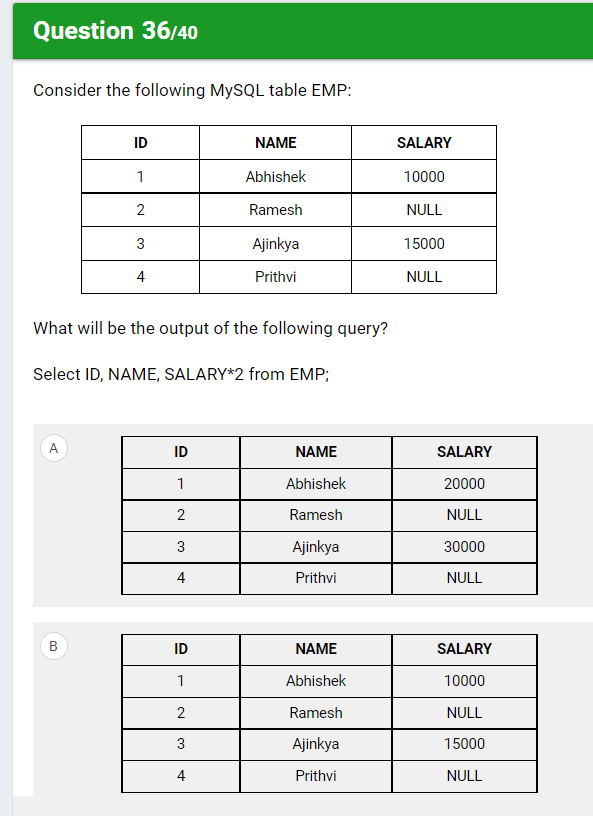 Question 36/40
Consider the following MySQL table EMP:
ID NAME SALARY
1 Abhishek 10000
2 Ramesh NULL
3 Ajinkya 15000
4 Prithvi NULL
What will be the output of the following query?
Select ID, NAME, SALARY*2 from EMP;
A
ID NAME SALARY
1 Abhishek 20000
2 Ramesh NULL
3 Ajinkya 30000
4 Prithvi NULL
B
ID NAME SALARY
1 Abhishek 10000
2 Ramesh NULL
3 Ajinkya 15000
4 Prithvi NULL